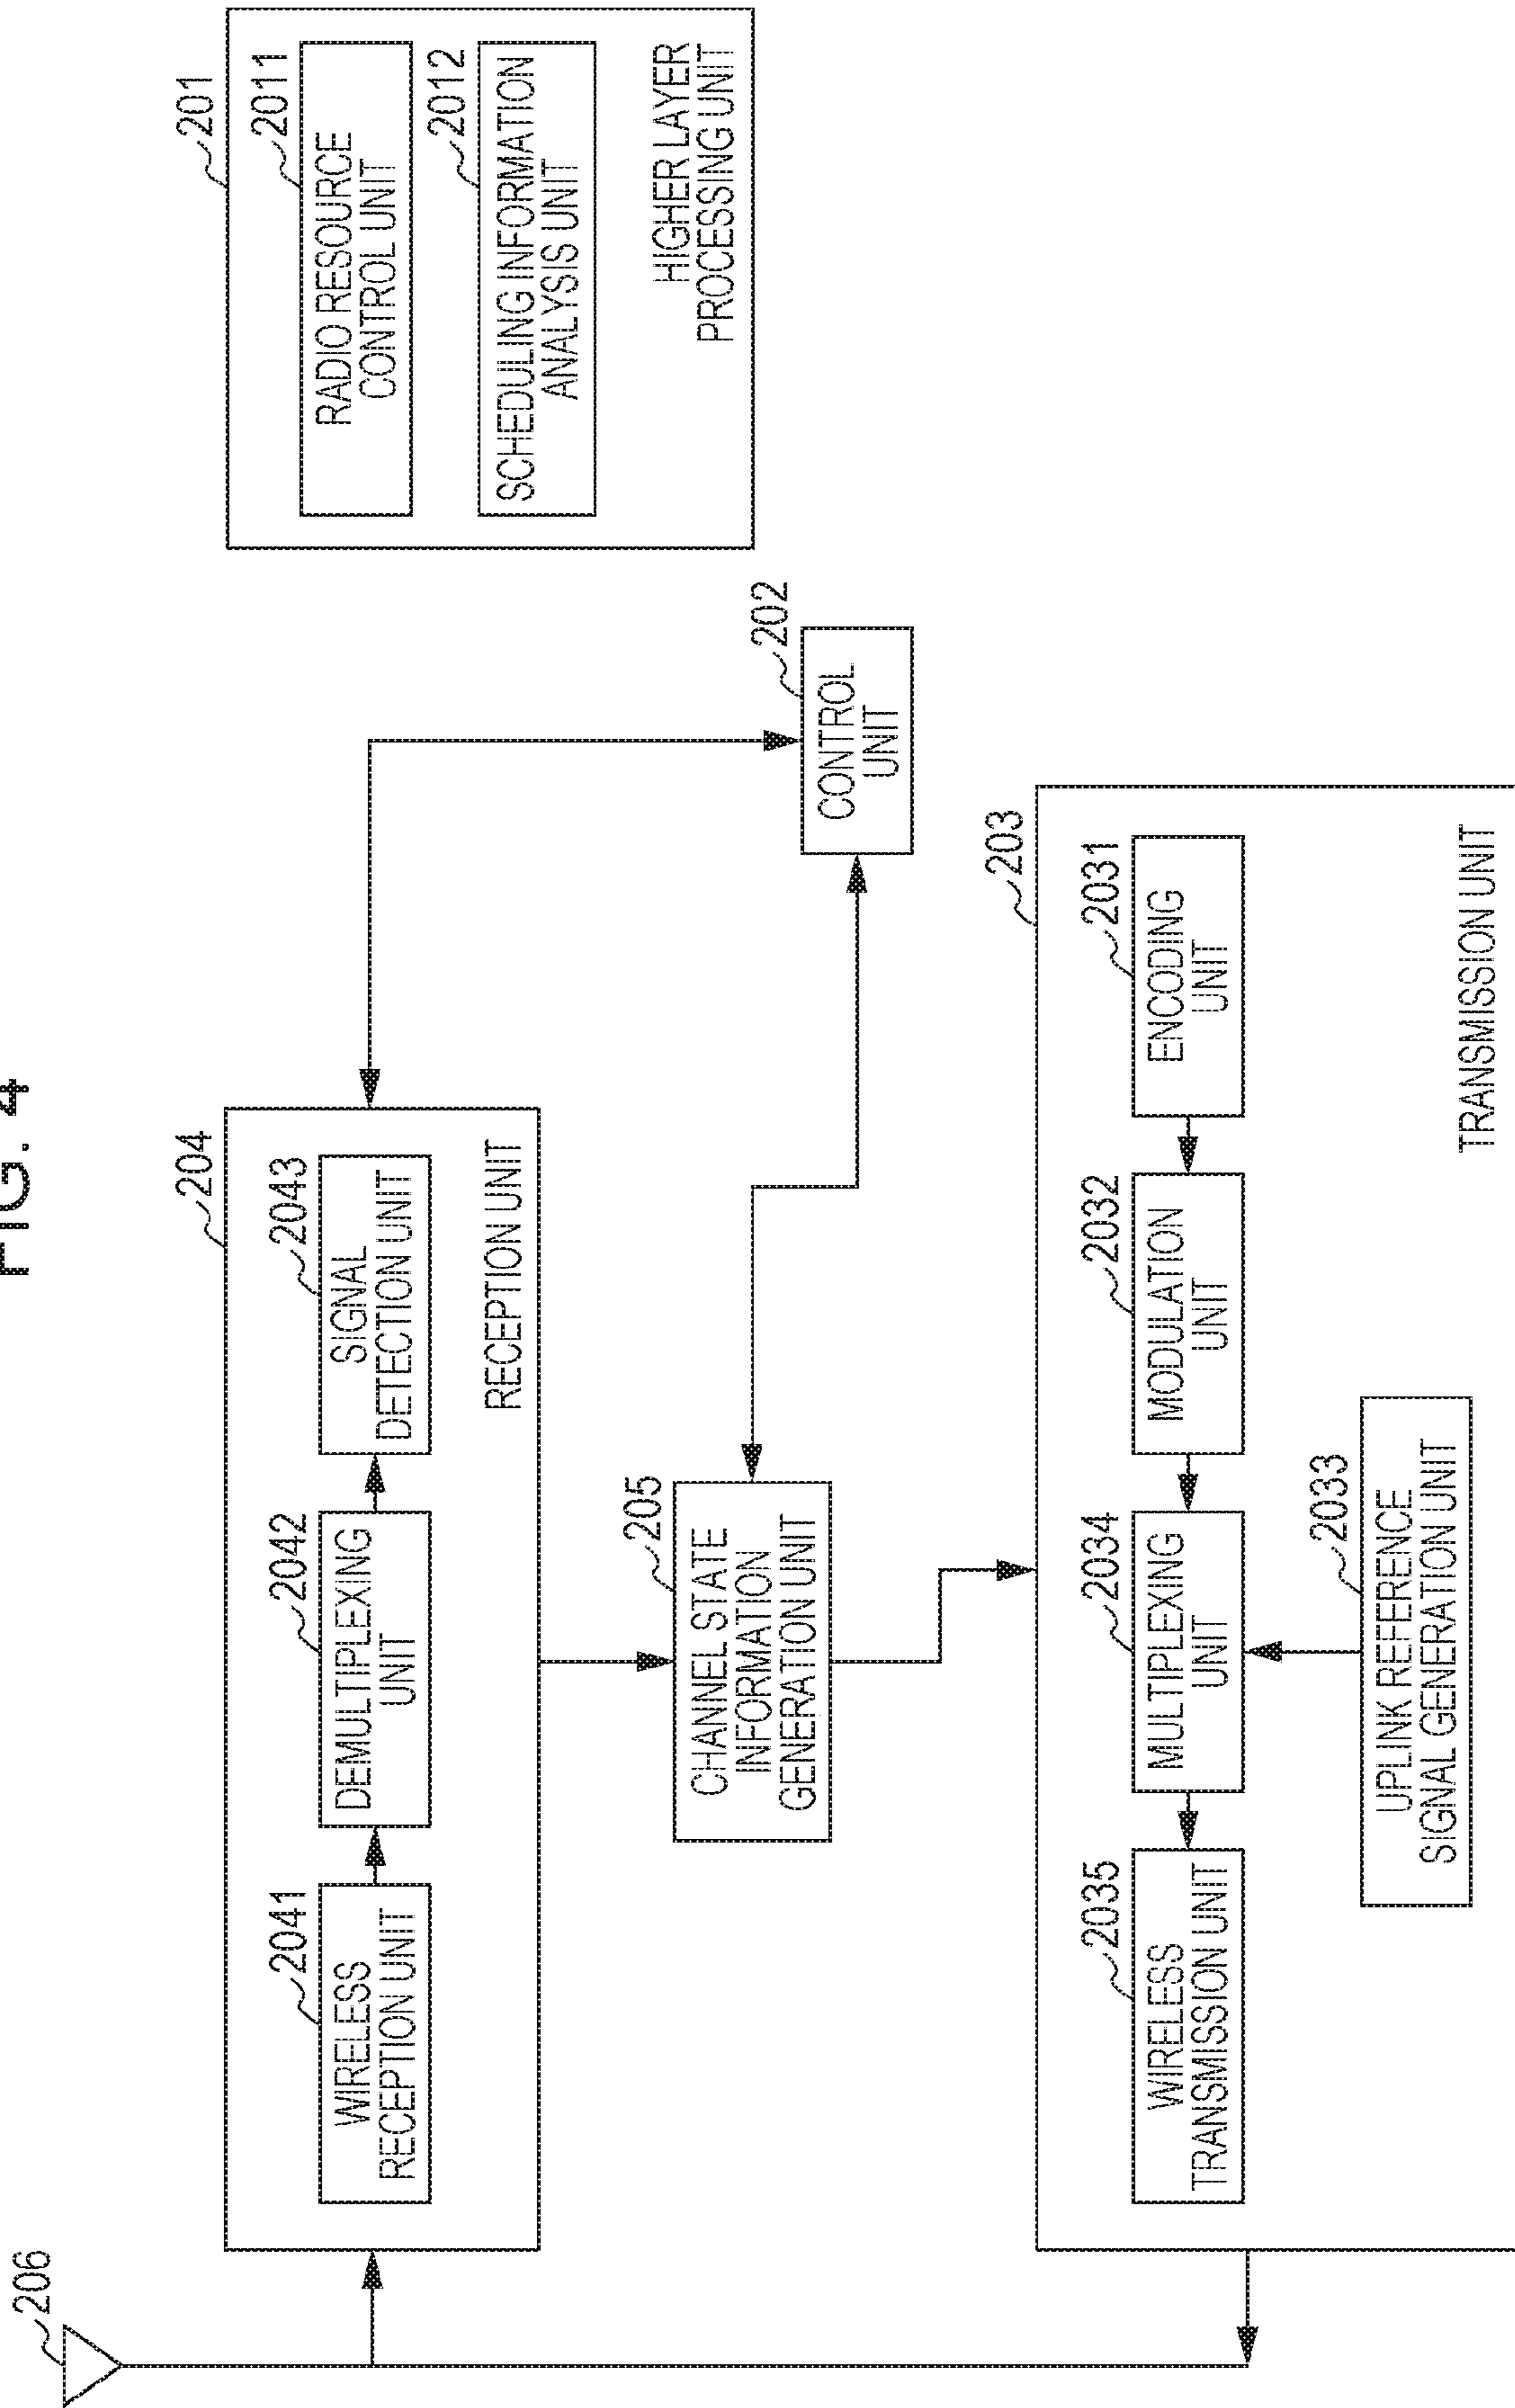 FIG. 4
206
204
2041
WIRELESS
RECEPTION UNIT
2042
DEMULTIPLEXING
UNIT
2043
SIGNAL
DETECTION UNIT
RECEPTION UNIT
201
2011
RADIO RESOURCE
CONTROL UNIT
2012
SCHEDULING INFORMATION
ANALYSIS UNIT
HIGHER LAYER
PROCESSING UNIT
205
CHANNEL STATE
INFORMATION
GENERATION UNIT
202
CONTROL
UNIT
203
2035
WIRELESS
TRANSMISSION UNIT
2034
MULTIPLEXING
UNIT
2032
MODULATION
UNIT
2031
ENCODING
UNIT
2033
UPLINK REFERENCE
SIGNAL GENERATION UNIT
TRANSMISSION UNIT